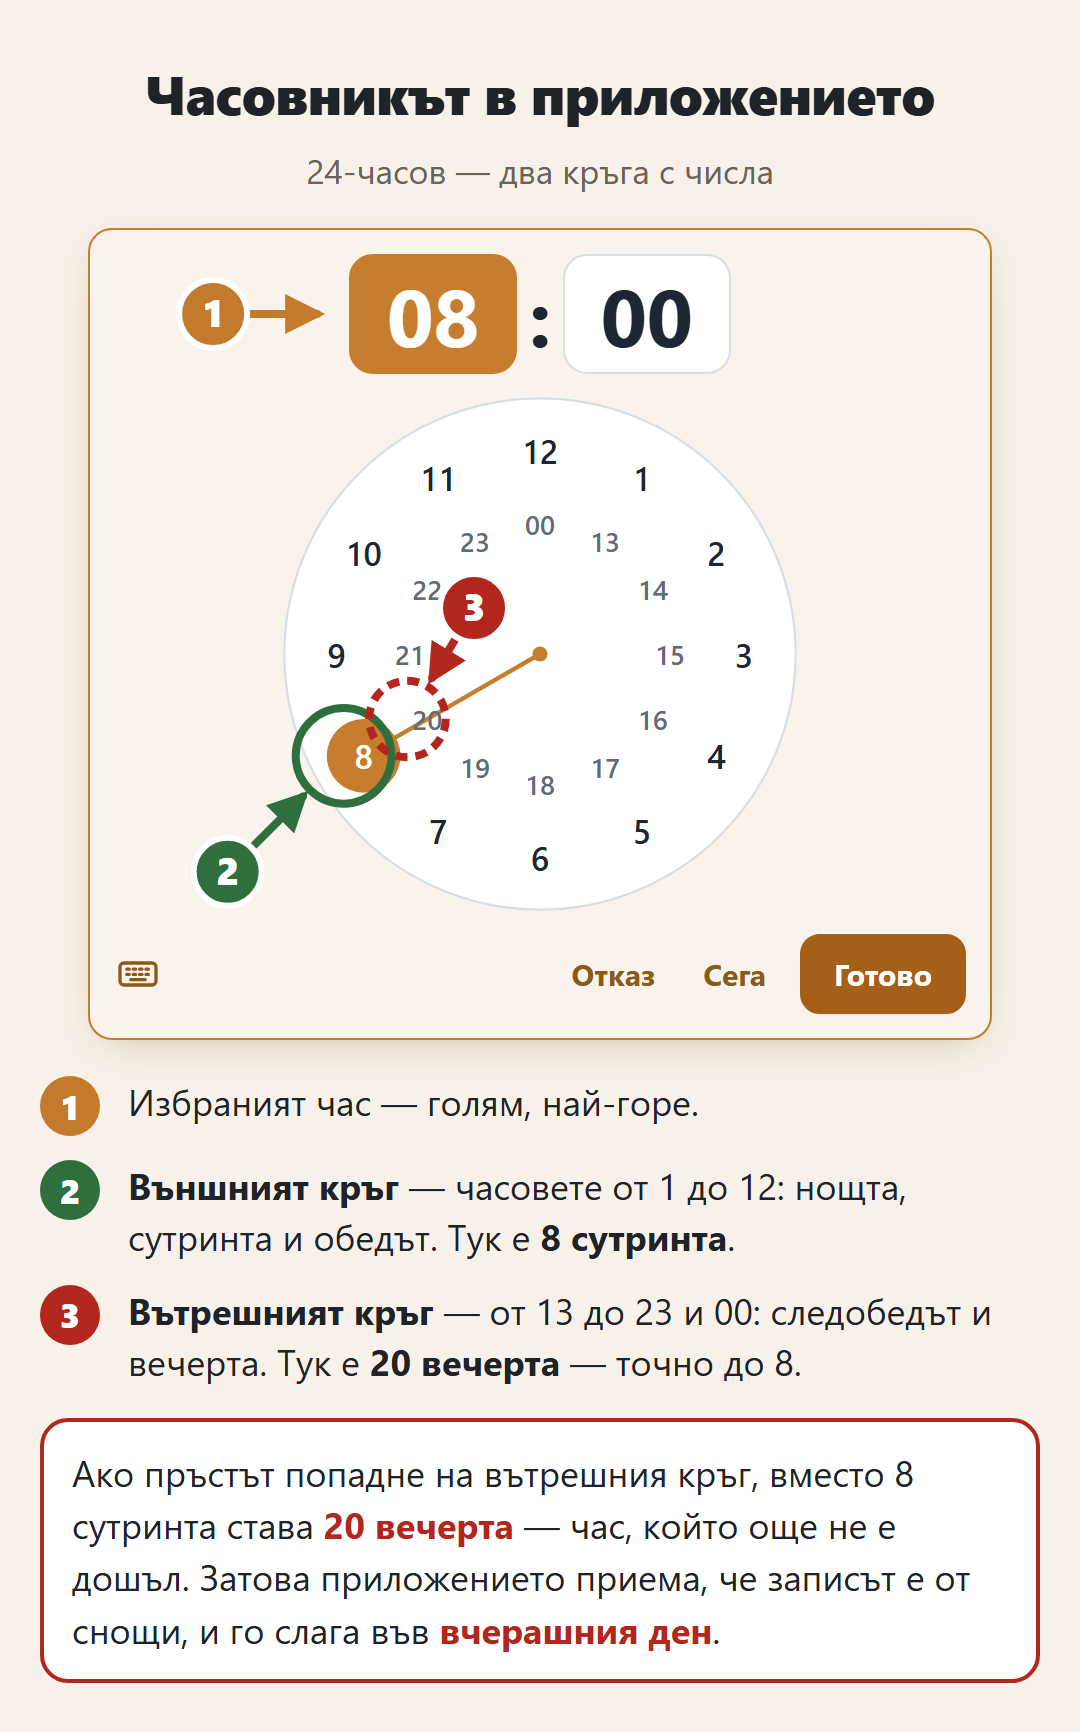 Часовникът в приложението
24-часов — два кръга с числа
1
08 : 00
12
11
1
00
23
13
10
2
22
14
3
9
21
15
3
20
16
8
4
19
17
18
7
5
2
6
Отказ
Сега
Готово
1 Избраният час — голям, най-горе.
2 Външният кръг — часовете от 1 до 12: нощта,
сутринта и обедът. Тук е 8 сутринта.
3 Вътрешният кръг — от 13 до 23 и 00: следобедът и
вечерта. Тук е 20 вечерта — точно до 8.
Ако пръстът попадне на вътрешния кръг, вместо 8
сутринта става 20 вечерта — час, който още не е
дошъл. Затова приложението приема, че записът е от
снощи, и го слага във вчерашния ден.